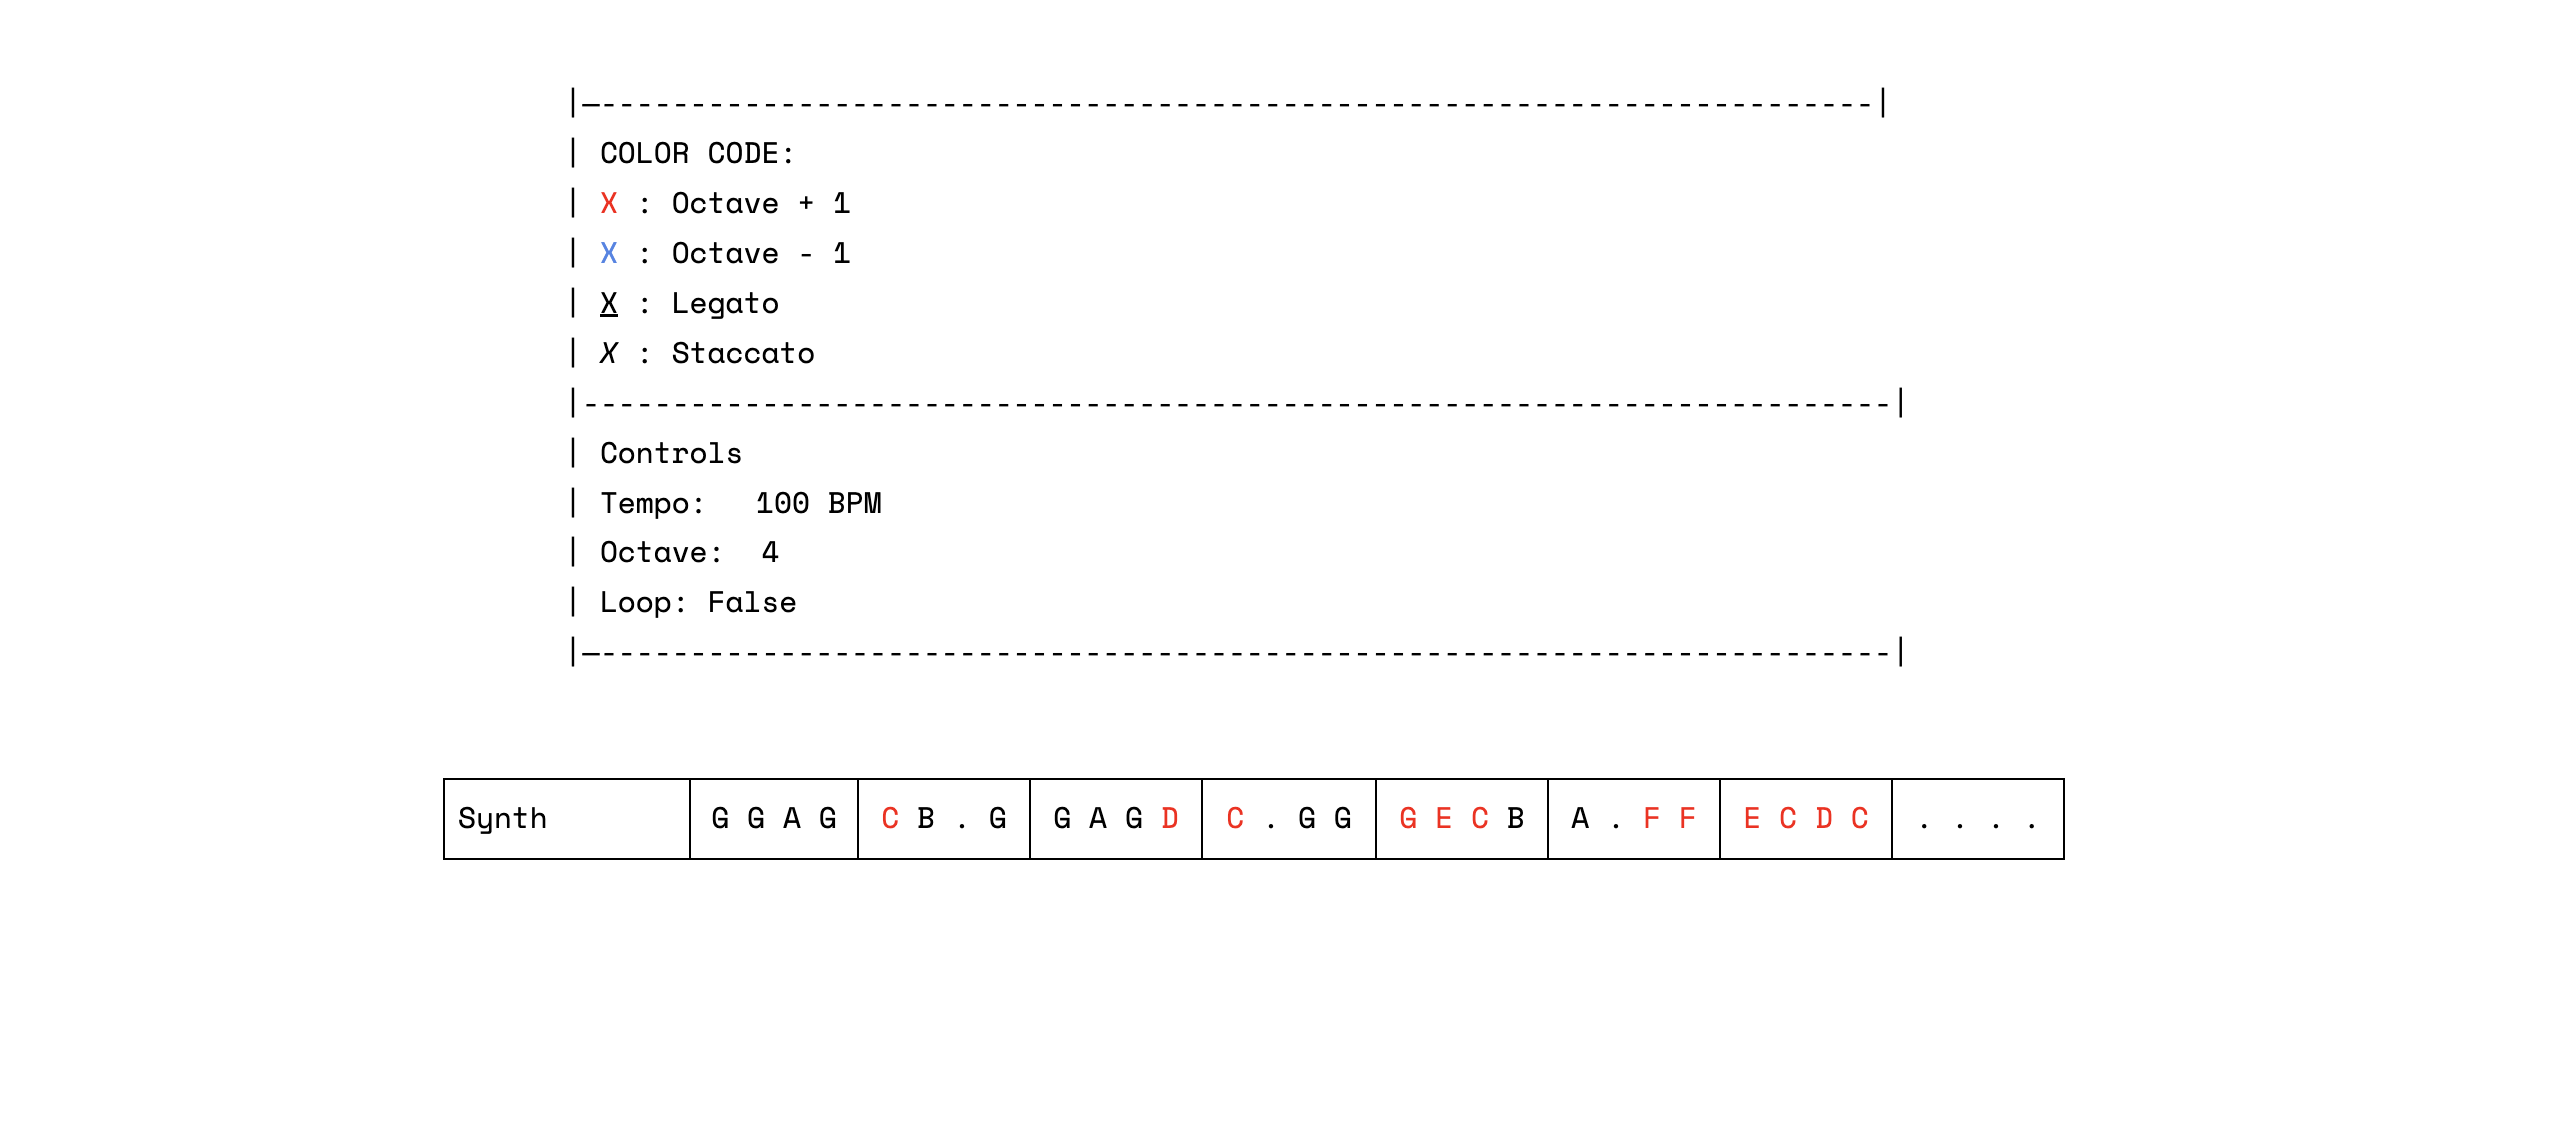 |—-----------------------------------------------------------------------|
| COLOR CODE:
| X : Octave + 1
| X : Octave - 1
| X : Legato
| X : Staccato
|-------------------------------------------------------------------------|
| Controls
| Tempo: 100 BPM
| Octave: 4
| Loop: False
|—------------------------------------------------------------------------|
Synth G G A G C B . G G A G D C . G G G E C B A . F F E C D C . . . .